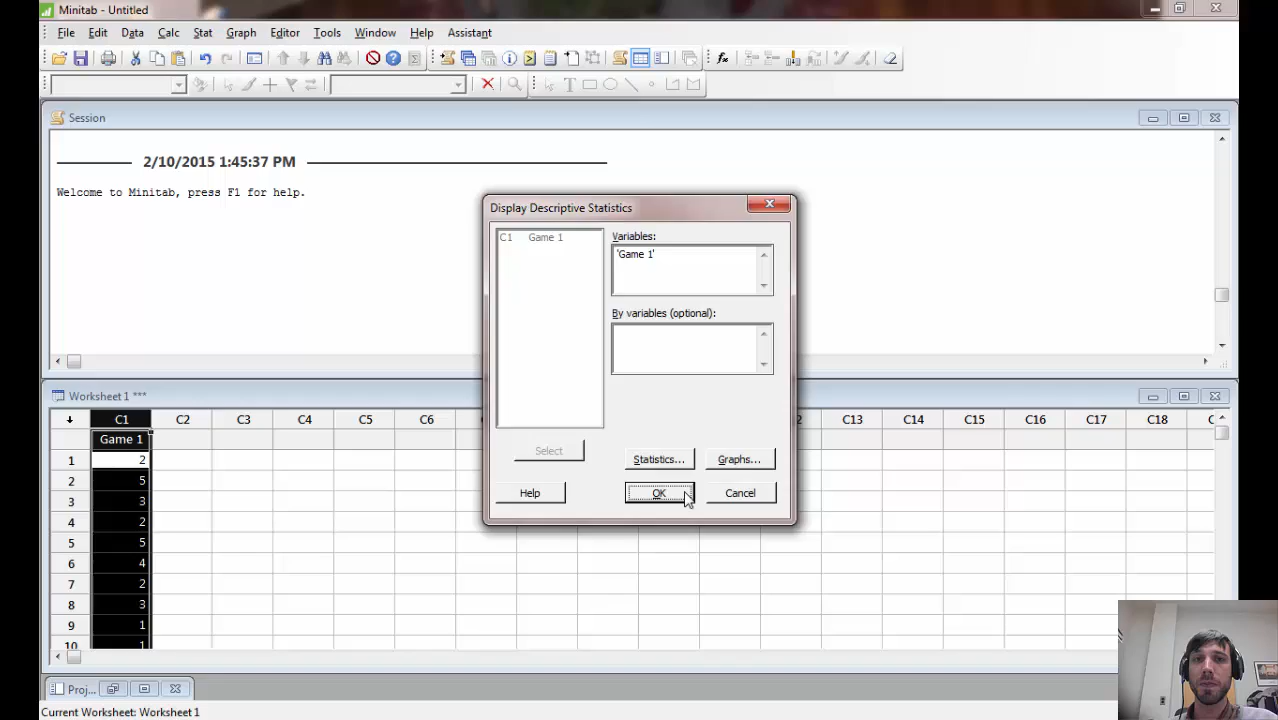 Minitab - Untitled
File Edit Data Calc Stat Graph Editor Tools Window Help Assistant
Session
2/10/2015 1:45:37 PM
Welcome to Minitab, press F1 for help.
Display Descriptive Statistics
C1 Game 1
Variables:
'Game 1'
By variables (optional):
Select
Statistics...
Graphs...
Help
OK
Cancel
Worksheet 1 ***
C1 C2 C3 C4 C5 C6 C13 C14 C15 C16 C17 C18
Game 1
1 2
2 5
3 3
4 2
5 5
6 4
7 2
8 3
9 1
10 1
Proj...
Current Worksheet: Worksheet 1